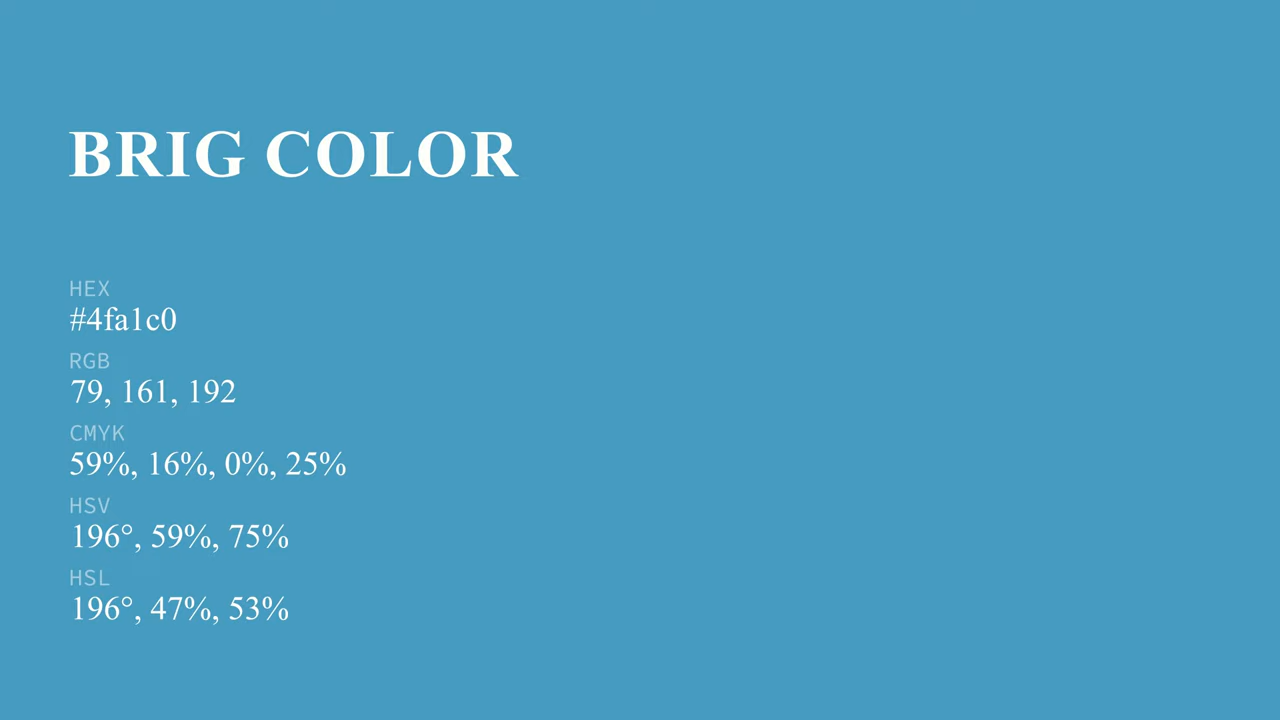 BRIG COLOR
HEX
#4fa1c0
RGB
79, 161, 192
CMYK
59%, 16%, 0%, 25%
HSV
196°, 59%, 75%
HSL
196°, 47%, 53%